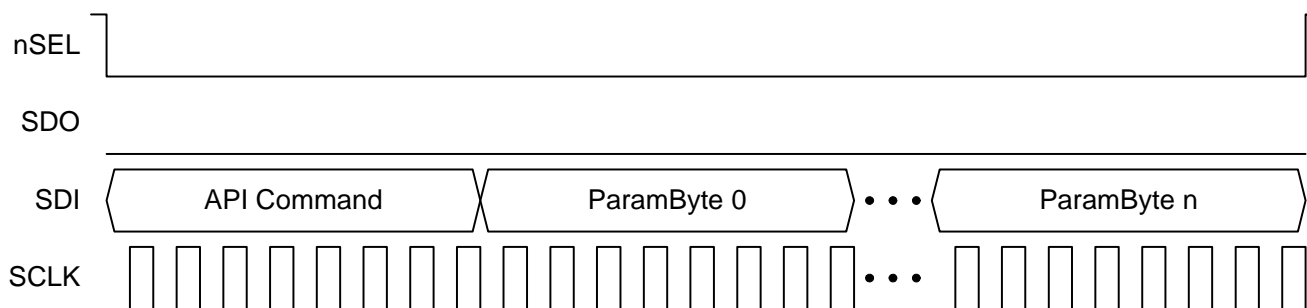 nSEL
SDO
SDI API Command ParamByte 0 ParamByte n
SCLK